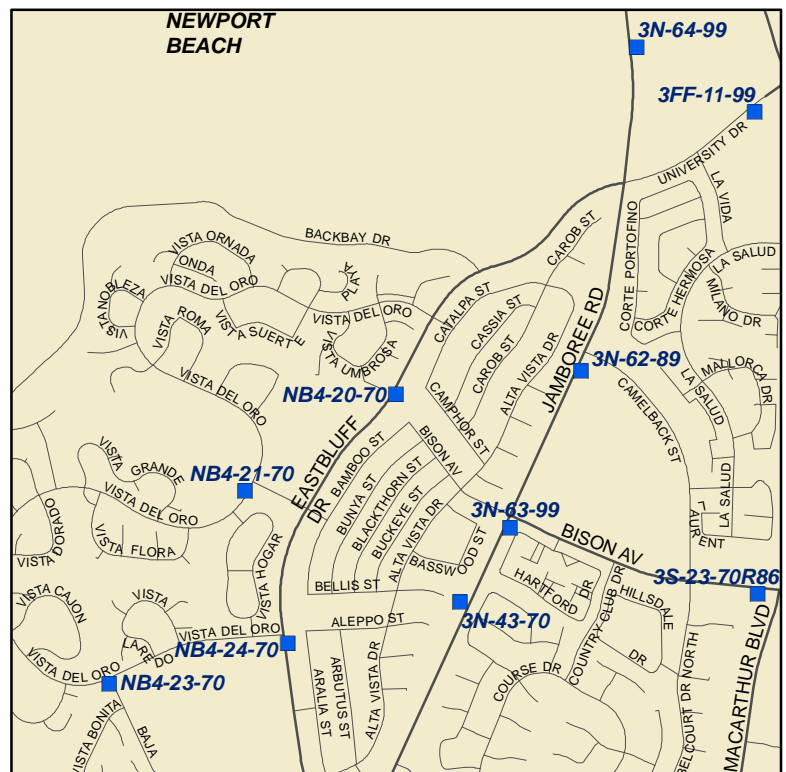 NEWPORT
BEACH
3N-64-99
3FF-11-99
UNIVERSITY DR
LA VIDA
CORTE PORTOFINO
CORTE HERMOSA
LA SALUD
MILANO DR
BACKBAY DR
CAROB ST
VISTA ORNADA
ONDA
PLAYA
VISTA DEL ORO
VISTA NOBLEZA
ROMA
VISTA
VISTA SUERTE
VISTA DEL ORO
VISTA UMBROSA
CATALPA ST
CASSIA ST
CAROB ST
ALTA VISTA DR
JAMBOREE RD
3N-62-89
MALLORCA DR
LA SALUD
CAMELBACK ST
VISTA DEL ORO
NB4-20-70
CAMPHOR ST
BISON AV
EASTBLUFF
DR
BAMBOO ST
BUNYA ST
BLACKTHORN ST
BUCKEYE ST
ALTA VISTA DR
BASSWOOD ST
VISTA
GRANDE
NB4-21-70
VISTA DEL ORO
VISTA DORADO
VISTA FLORA
VISTA HOGAR
3N-63-99
BISON AV
LAURENT
LA SALUD
HARTFORD
DR
COUNTRY CLUB DR
HILLSDALE
DR
3S-23-70R86
BELLIS ST
VISTA CAJON
VISTA
LAREDO
VISTA DEL ORO
NB4-24-70
ALEPPO ST
3N-43-70
VISTA DEL ORO
NB4-23-70
VISTA BONITA
BAJA
ARALIA ST
ARBUTUS ST
ALTA VISTA DR
COURSE DR
BELCOURT DR NORTH
MACARTHUR BLVD